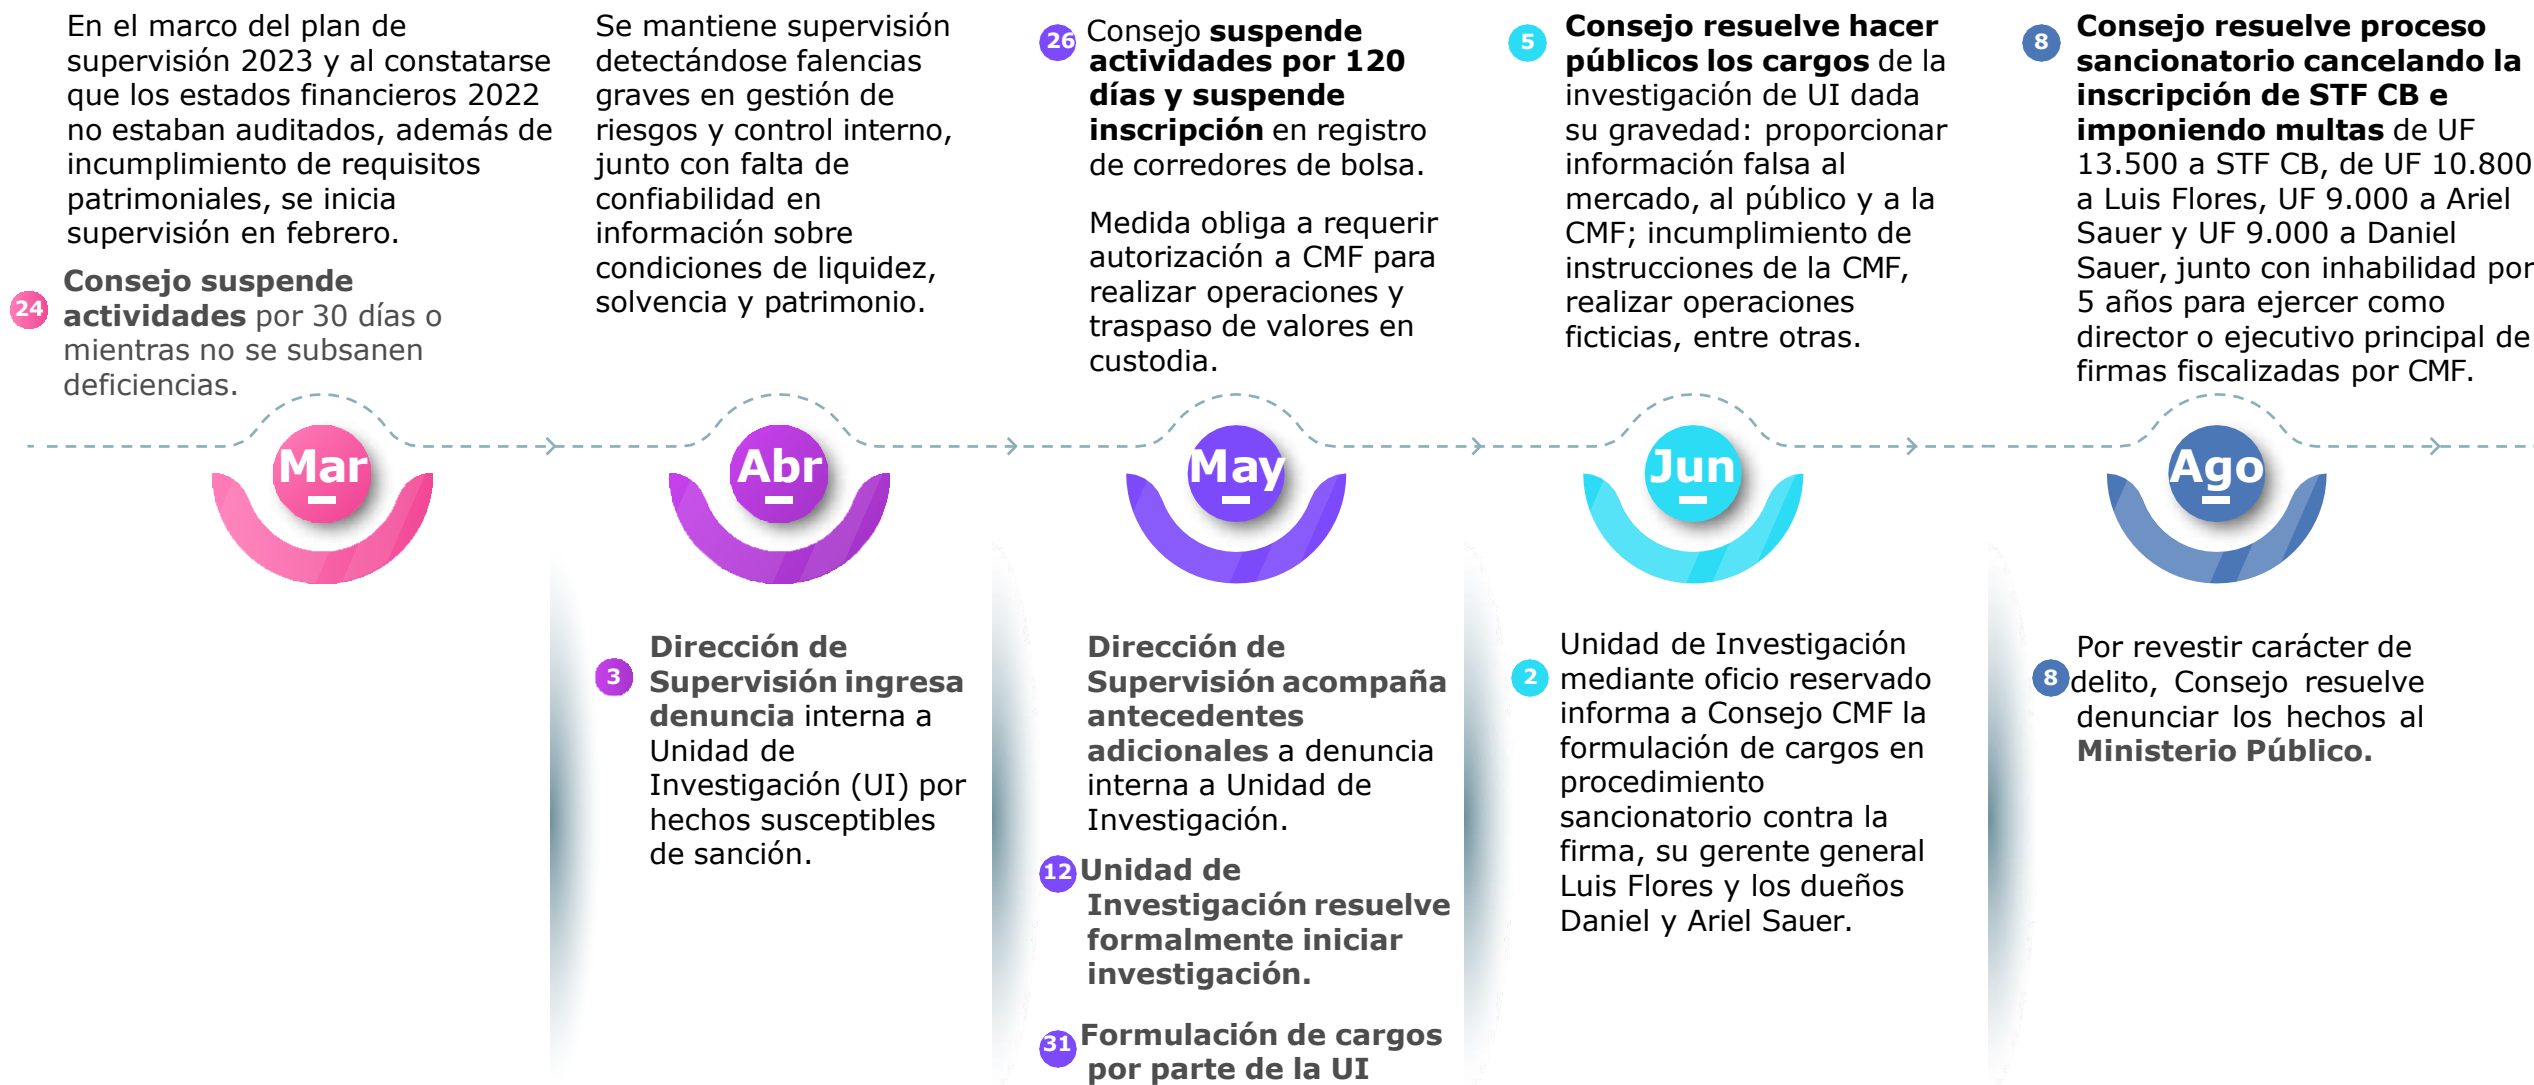 En el marco del plan de
supervisión 2023 y al constatarse
que los estados financieros 2022
no estaban auditados, además de
incumplimiento de requisitos
patrimoniales, se inicia
supervisión en febrero.
24
Consejo suspende
actividades por 30 días o
mientras no se subsanen
deficiencias.
Se mantiene supervisión
detectándose falencias
graves en gestión de
riesgos y control interno,
junto con falta de
confiabilidad en
información sobre
condiciones de liquidez,
solvencia y patrimonio.
26
Consejo suspende
actividades por 120
días y suspende
inscripción en registro
de corredores de bolsa.
Medida obliga a requerir
autorización a CMF para
realizar operaciones y
traspaso de valores en
custodia.
5
Consejo resuelve hacer
públicos los cargos de la
investigación de UI dada
su gravedad: proporcionar
información falsa al
mercado, al público y a la
CMF; incumplimiento de
instrucciones de la CMF,
realizar operaciones
ficticias, entre otras.
8
Consejo resuelve proceso
sancionatorio cancelando la
inscripción de STF CB e
imponiendo multas de UF
13.500 a STF CB, de UF 10.800
a Luis Flores, UF 9.000 a Ariel
Sauer y UF 9.000 a Daniel
Sauer, junto con inhabilidad por
5 años para ejercer como
director o ejecutivo principal de
firmas fiscalizadas por CMF.
Mar
Abr
May
Jun
Ago
3
Dirección de
Supervisión ingresa
denuncia interna a
Unidad de
Investigación (UI) por
hechos susceptibles
de sanción.
Dirección de
Supervisión acompaña
antecedentes
adicionales a denuncia
interna a Unidad de
Investigación.
12
Unidad de
Investigación resuelve
formalmente iniciar
investigación.
31
Formulación de cargos
por parte de la UI
2
Unidad de Investigación
mediante oficio reservado
informa a Consejo CMF la
formulación de cargos en
procedimiento
sancionatorio contra la
firma, su gerente general
Luis Flores y los dueños
Daniel y Ariel Sauer.
8
Por revestir carácter de
delito, Consejo resuelve
denunciar los hechos al
Ministerio Público.